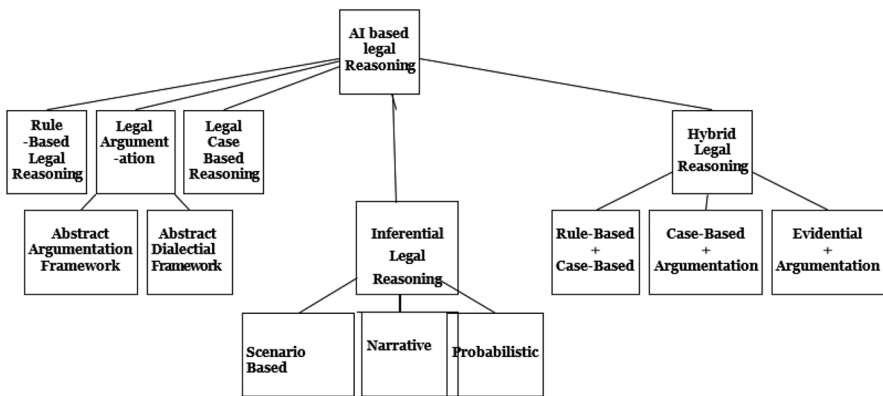 AI based
legal
Reasoning
Rule
-Based
Legal
Reasoning
Legal
Argument
-ation
Legal
Case
Based
Reasoning
Hybrid
Legal
Reasoning
Abstract
Argumentation
Framework
Abstract
Dialectial
Framework
Inferential
Legal
Reasoning
Rule-Based
+
Case-Based
Case-Based
+
Argumentation
Evidential
+
Argumentation
Scenario
Based
Narrative
Probabilistic